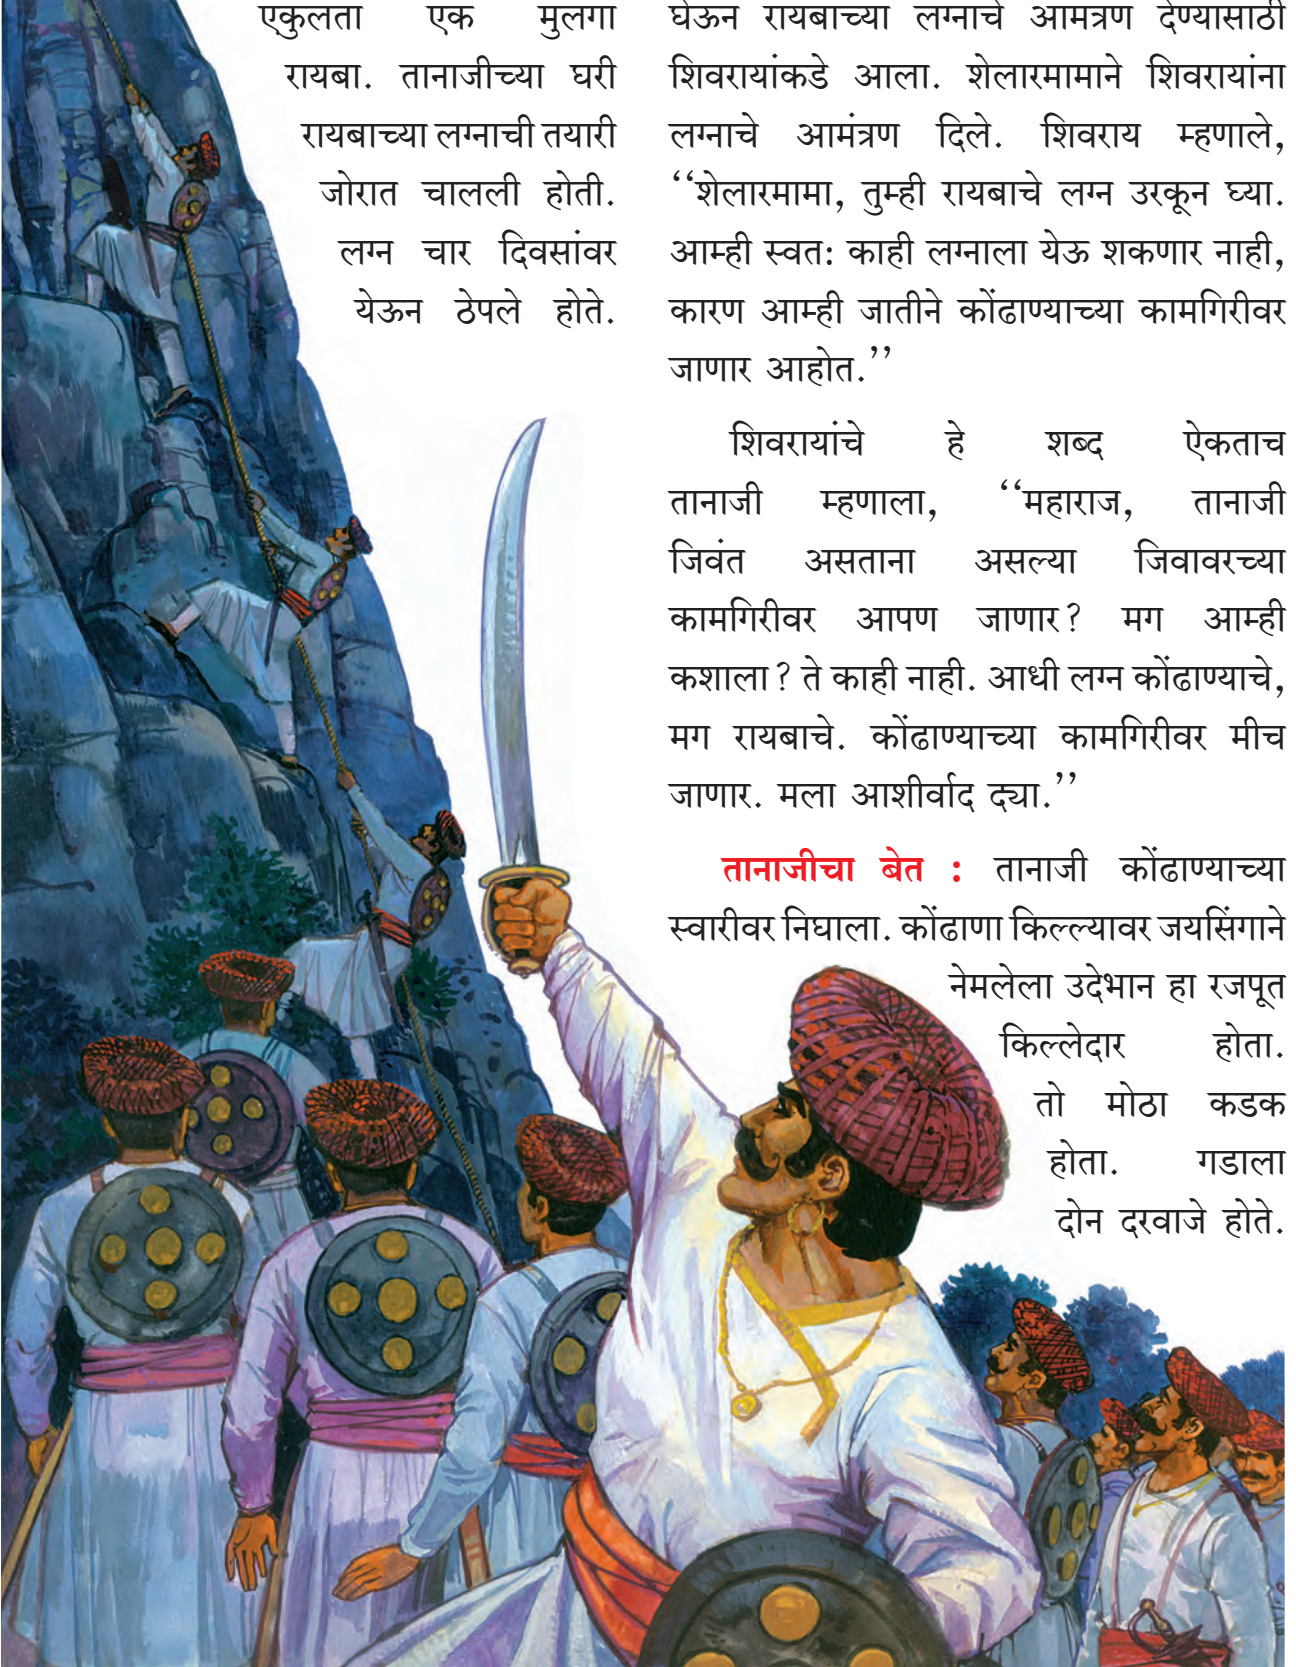 एकुलता एक मुलगा
रायबा. तानाजीच्या घरी
रायबाच्या लग्नाची तयारी
जोरात चालली होती.
लग्न चार दिवसांवर
येऊन ठेपले होते.
घेऊन रायबाच्या लग्नाचे आमंत्रण देण्यासाठी
शिवरायांकडे आला. शेलारमामाने शिवरायांना
लग्नाचे आमंत्रण दिले. शिवराय म्हणाले,
‘‘शेलारमामा, तुम्ही रायबाचे लग्न उरकून घ्या.
आम्ही स्वत: काही लग्नाला येऊ शकणार नाही,
कारण आम्ही जातीने कोंढाण्याच्या कामगिरीवर
जाणार आहोत.’’
शिवरायांचे हे शब्द ऐकताच
तानाजी म्हणाला, ‘‘महाराज, तानाजी
जिवंत असताना असल्या जिवावरच्या
कामगिरीवर आपण जाणार? मग आम्ही
कशाला? ते काही नाही. आधी लग्न कोंढाण्याचे,
मग रायबाचे. कोंढाण्याच्या कामगिरीवर मीच
जाणार. मला आशीर्वाद द्या.’’
तानाजीचा बेत : तानाजी कोंढाण्याच्या
स्वारीवर निघाला. कोंढाणा किल्ल्यावर जयसिंगाने
नेमलेला उदेभान हा रजपूत
किल्लेदार होता.
तो मोठा कडक
होता. गडाला
दोन दरवाजे होते.